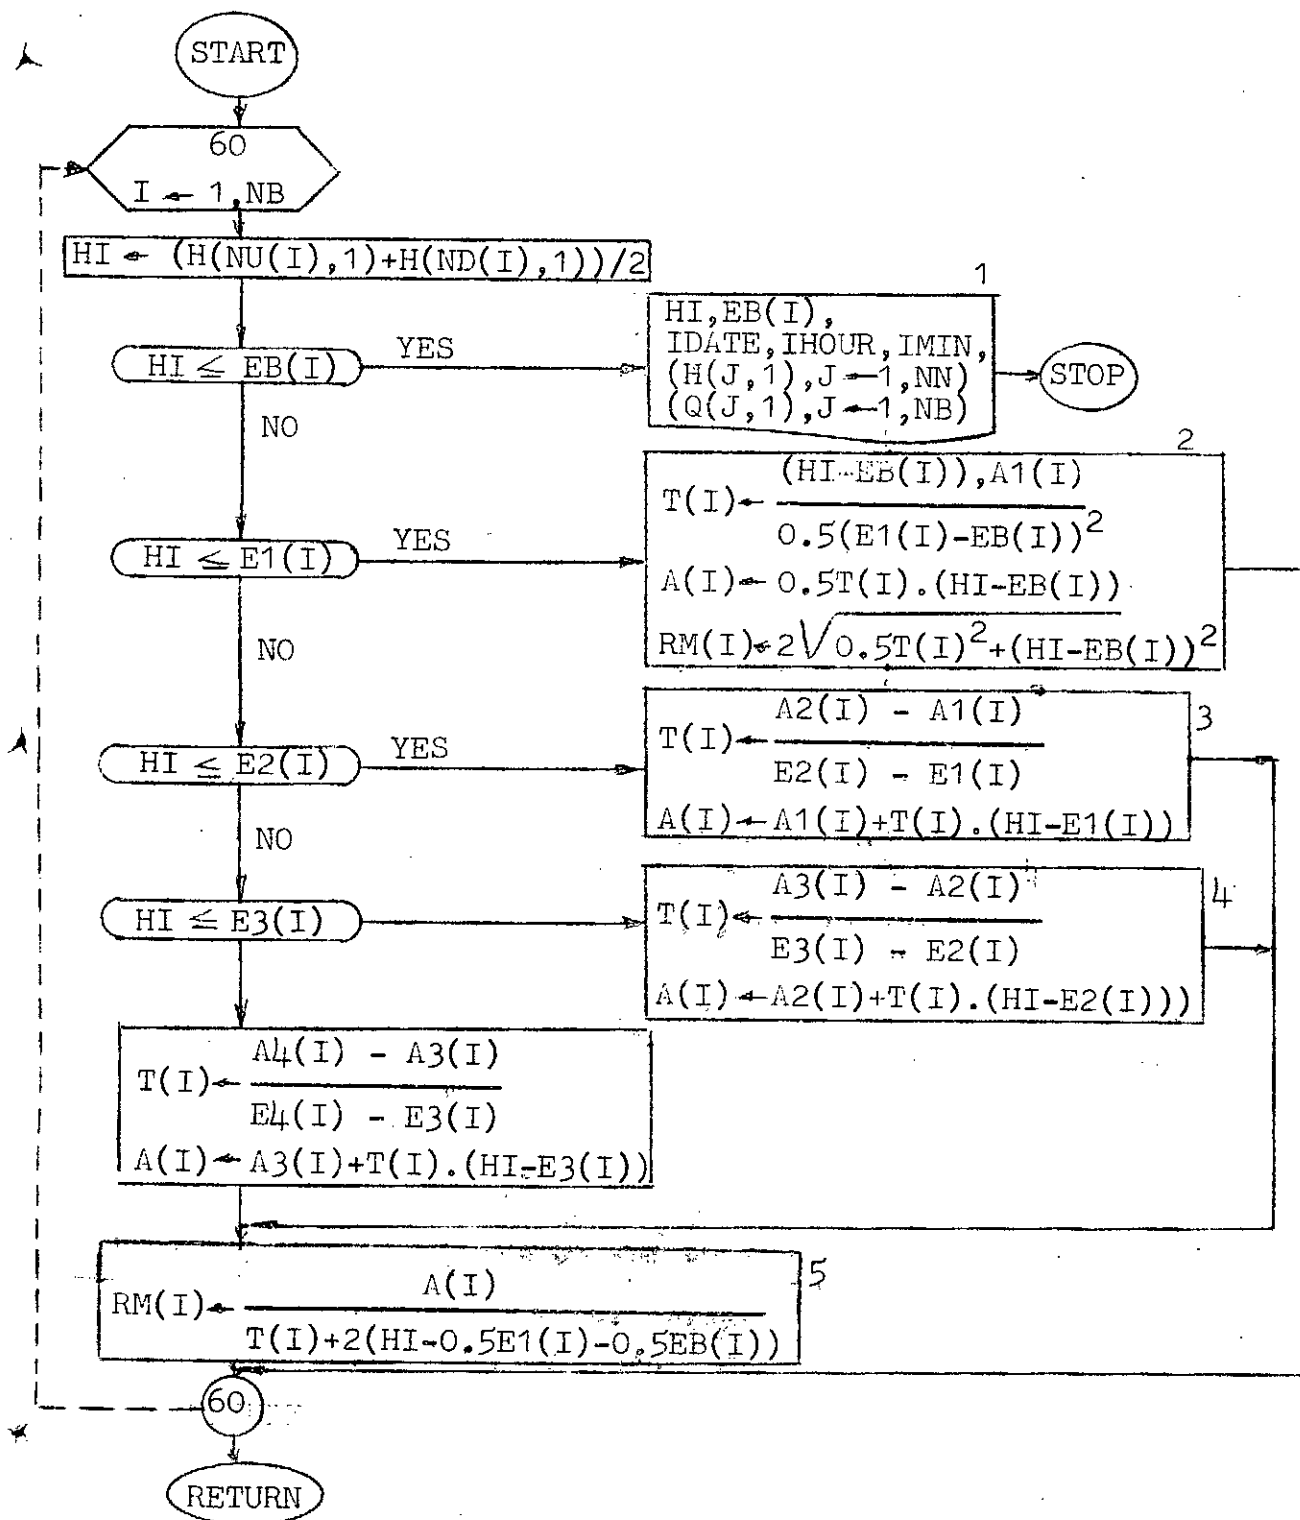 START
60
I ← 1,NB
HI ← (H(NU(I),1)+H(ND(I),1))/2
1
HI ≤ EB(I)
YES
HI,EB(I),
IDATE,IHOUR,IMIN,
(H(J,1),J←1,NN)
(Q(J,1),J←1,NB)
STOP
NO
2
HI ≤ E1(I)
YES
(HI-EB(I)),A1(I)
T(I)←
0.5(E1(I)-EB(I))²
A(I)←0.5T(I).(HI-EB(I))
RM(I)←2√0.5T(I)²+(HI-EB(I))²
NO
3
HI ≤ E2(I)
YES
A2(I) - A1(I)
T(I)←
E2(I) - E1(I)
A(I)←A1(I)+T(I).(HI-E1(I))
NO
4
HI ≤ E3(I)
A3(I) - A2(I)
T(I)←
E3(I) - E2(I)
A(I)←A2(I)+T(I).(HI-E2(I)))
A4(I) - A3(I)
T(I)←
E4(I) - E3(I)
A(I)←A3(I)+T(I).(HI-E3(I))
5
A(I)
RM(I)←
T(I)+2(HI-0.5E1(I)-0.5EB(I))
60
RETURN